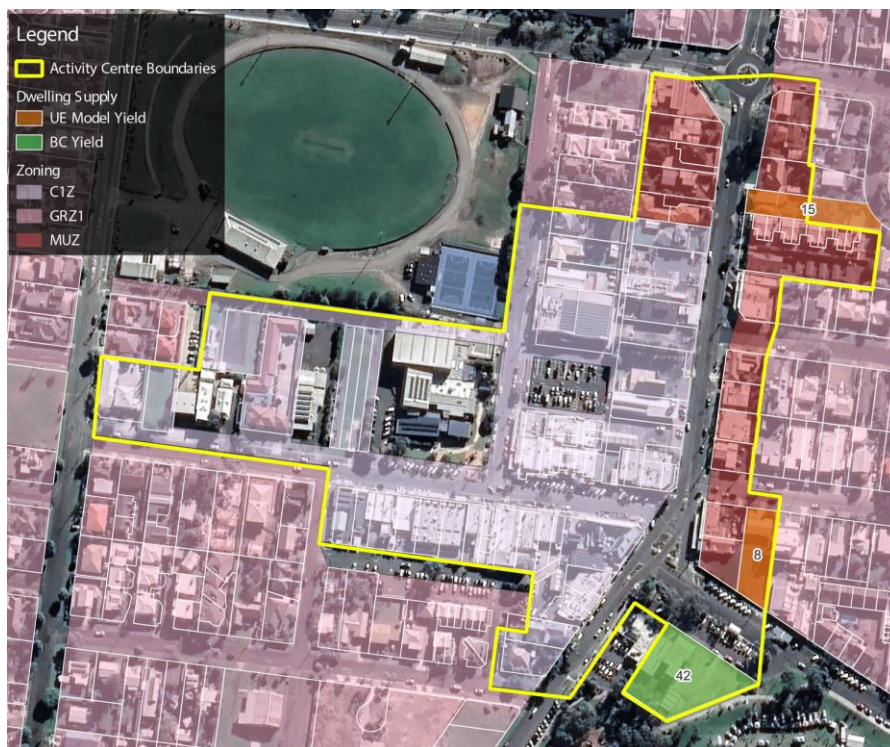 Legend
Activity Centre Boundaries
Dwelling Supply
UE Model Yield
BC Yield
Zoning
C1Z
GRZ1
MUZ
15
8
42